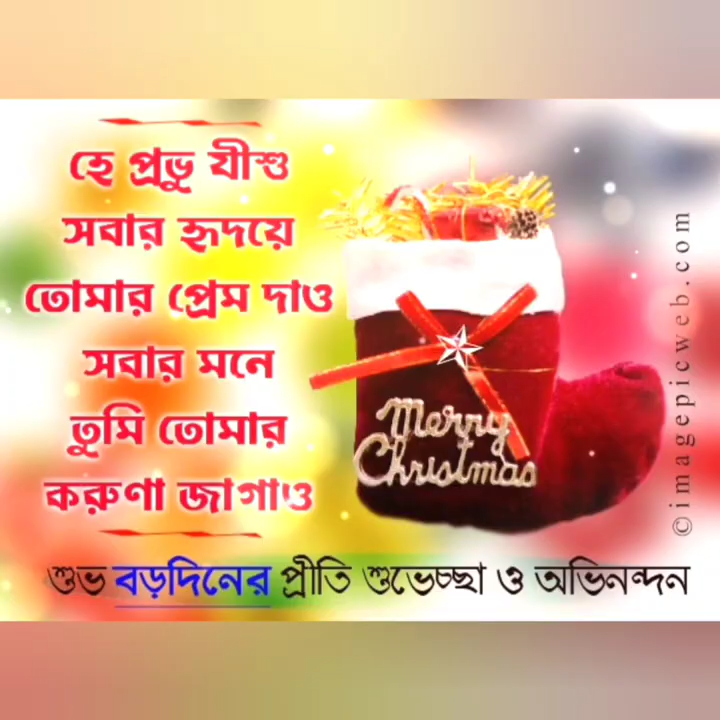 হে প্রভু যীশু
সবার হৃদয়ে
তোমার প্রেম দাও
সবার মনে
তুমি তোমার
করুণা জাগাও
Merry
Christmas
শুভ বড়দিনের প্রীতি শুভেচ্ছা ও অভিনন্দন
©imagepicweb.com